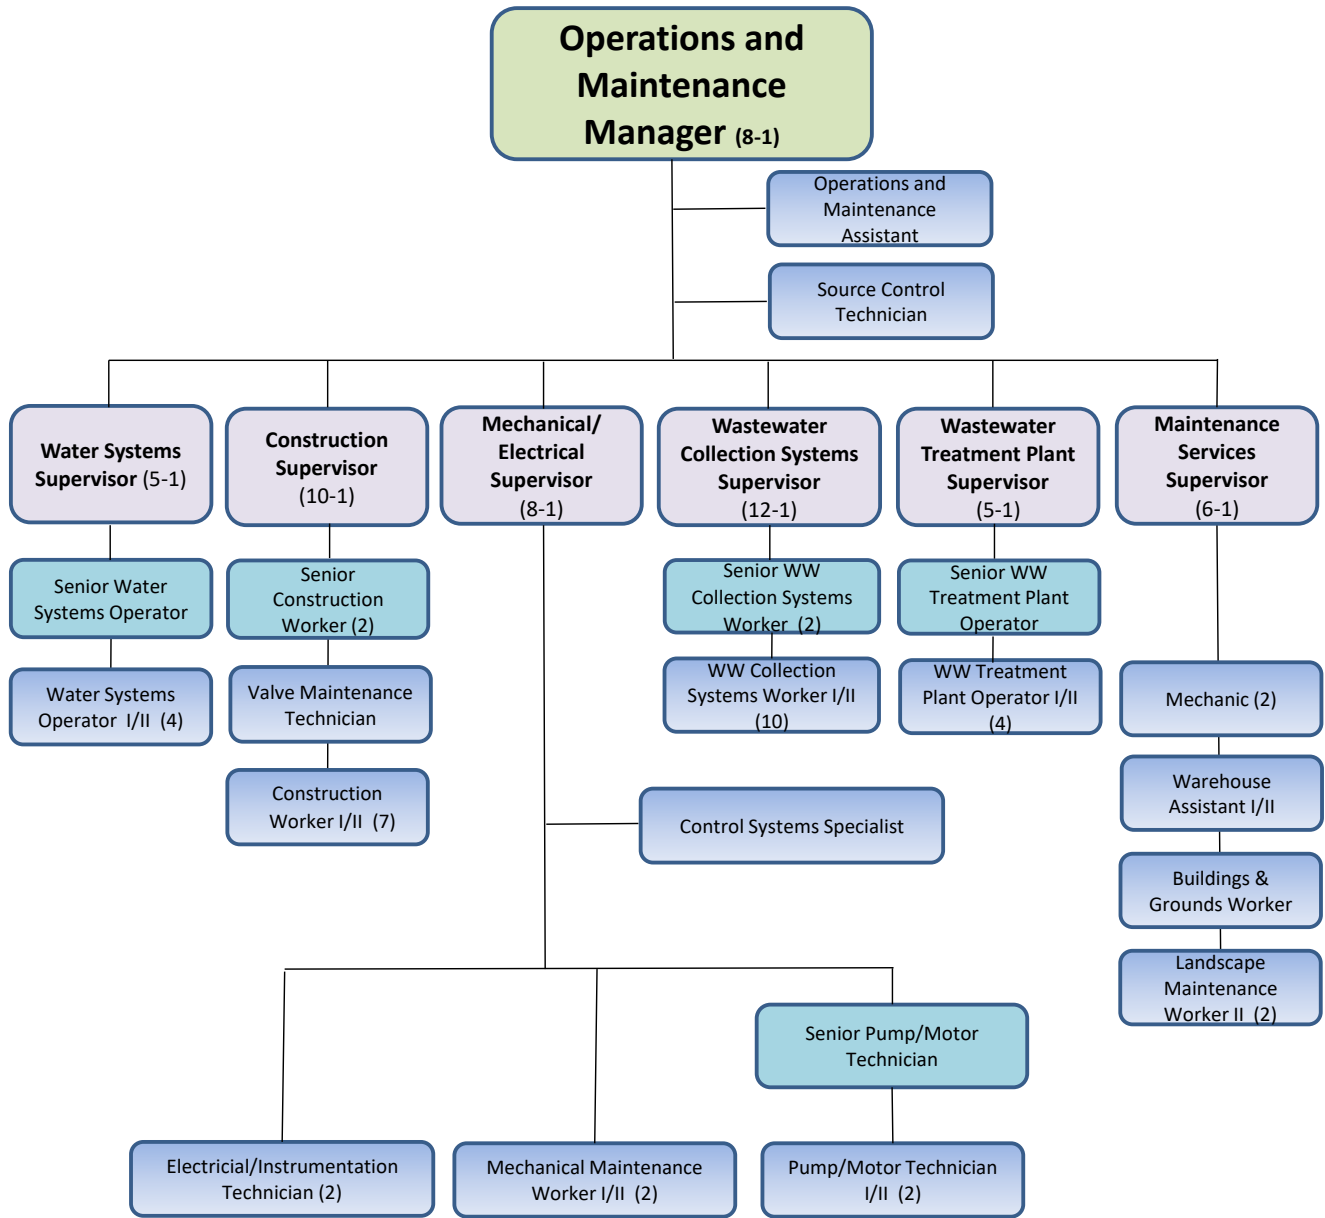 Operations and
Maintenance
Manager (8-1)
Operations and
Maintenance
Assistant
Source Control
Technician
Water Systems
Supervisor (5-1)
Construction
Supervisor
(10-1)
Mechanical/
Electrical
Supervisor
(8-1)
Wastewater
Collection Systems
Supervisor
(12-1)
Wastewater
Treatment Plant
Supervisor
(5-1)
Maintenance
Services
Supervisor
(6-1)
Senior Water
Systems Operator
Senior
Construction
Worker (2)
Senior WW
Collection Systems
Worker (2)
Senior WW
Treatment Plant
Operator
Water Systems
Operator I/II (4)
Valve Maintenance
Technician
WW Collection
Systems Worker I/II
(10)
WW Treatment
Plant Operator I/II
(4)
Mechanic (2)
Construction
Worker I/II (7)
Control Systems Specialist
Warehouse
Assistant I/II
Buildings &
Grounds Worker
Landscape
Maintenance
Worker II (2)
Senior Pump/Motor
Technician
Electricial/Instrumentation
Technician (2)
Mechanical Maintenance
Worker I/II (2)
Pump/Motor Technician
I/II (2)